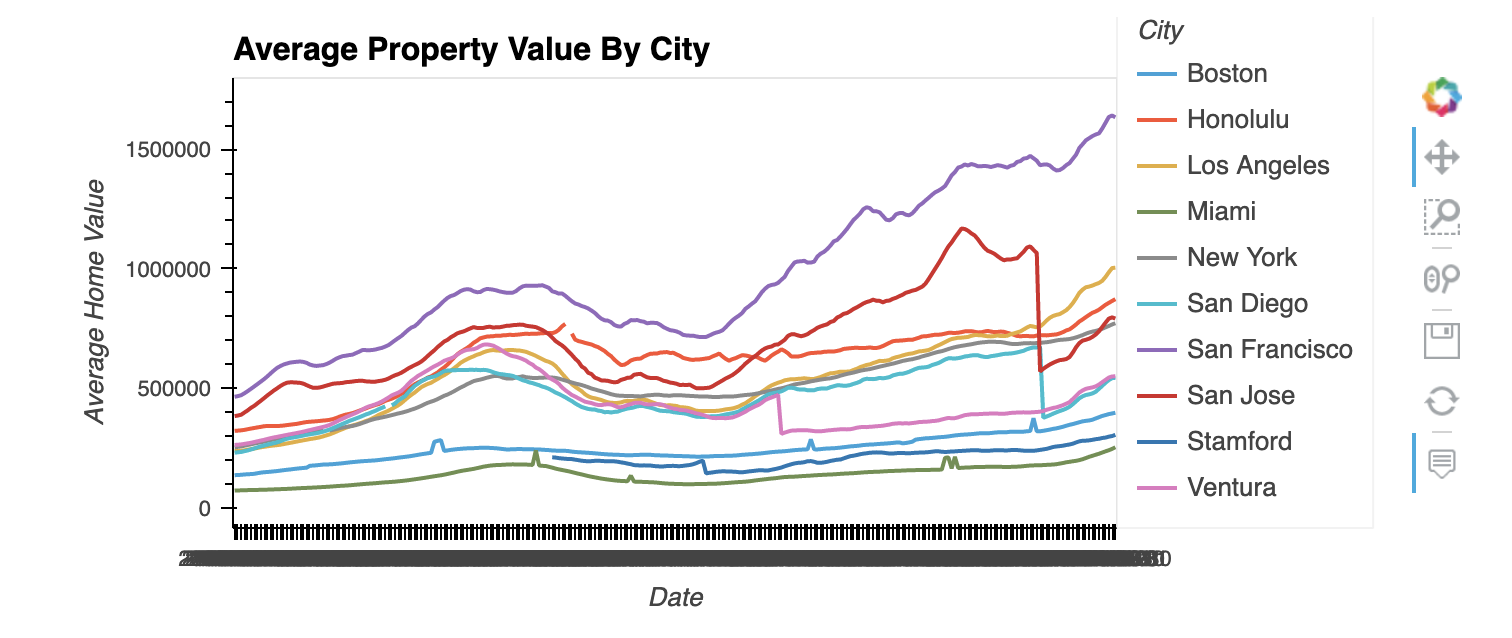 Average Property Value By City
City
Boston
Honolulu
Los Angeles
Miami
New York
San Diego
San Francisco
San Jose
Stamford
Ventura
1500000
1000000
500000
0
Average Home Value
Date